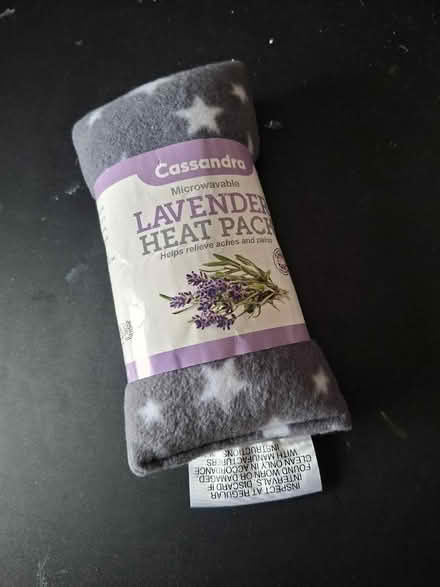 Cassandra
Microwavable
LAVENDER
HEAT PACK
Helps relieve aches and pains
INSPECT AT REGULAR
INTERVALS. DISCARD IF
FOUND WORN OR DAMAGED.
CLEAN ONLY IN ACCORDANCE
WITH MANUFACTURERS
INSTRUCTIONS